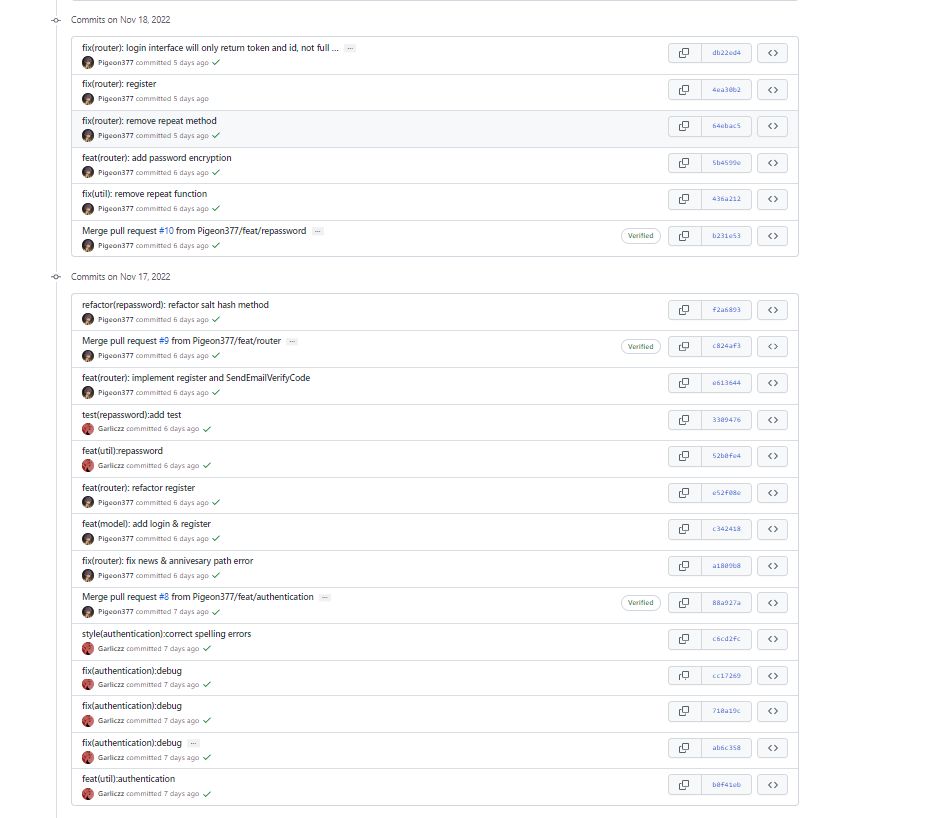 Commits on Nov 18, 2022
fix(router): login interface will only return token and id, not full ... ...
Pigeon377 committed 5 days ago
db22ed4
fix(router): register
Pigeon377 committed 5 days ago
4ea30b2
fix(router): remove repeat method
Pigeon377 committed 5 days ago
64ebac5
feat(router): add password encryption
Pigeon377 committed 6 days ago
5b4599e
fix(util): remove repeat function
Pigeon377 committed 6 days ago
436a212
Merge pull request #10 from Pigeon377/feat/repassword ...
Pigeon377 committed 6 days ago
Verified
b231e53
Commits on Nov 17, 2022
refactor(repassword): refactor salt hash method
Pigeon377 committed 6 days ago
f2a6893
Merge pull request #9 from Pigeon377/feat/router ...
Pigeon377 committed 6 days ago
Verified
c824af3
feat(router): implement register and SendEmailVerifyCode
Pigeon377 committed 6 days ago
e613644
test(repassword):add test
Garliczz committed 6 days ago
3309476
feat(util):repassword
Garliczz committed 6 days ago
52b0fe4
feat(router): refactor register
Pigeon377 committed 6 days ago
e52f08e
feat(model): add login & register
Pigeon377 committed 6 days ago
c342418
fix(router): fix news & annivesary path error
Pigeon377 committed 6 days ago
a1809b8
Merge pull request #8 from Pigeon377/feat/authentication ...
Pigeon377 committed 7 days ago
Verified
88a927a
style(authentication):correct spelling errors
Garliczz committed 7 days ago
c6cd2fc
fix(authentication):debug
Garliczz committed 7 days ago
cc17269
fix(authentication):debug
Garliczz committed 7 days ago
710a19c
fix(authentication):debug ...
Garliczz committed 7 days ago
ab6c358
feat(util):authentication
Garliczz committed 7 days ago
b0f41eb